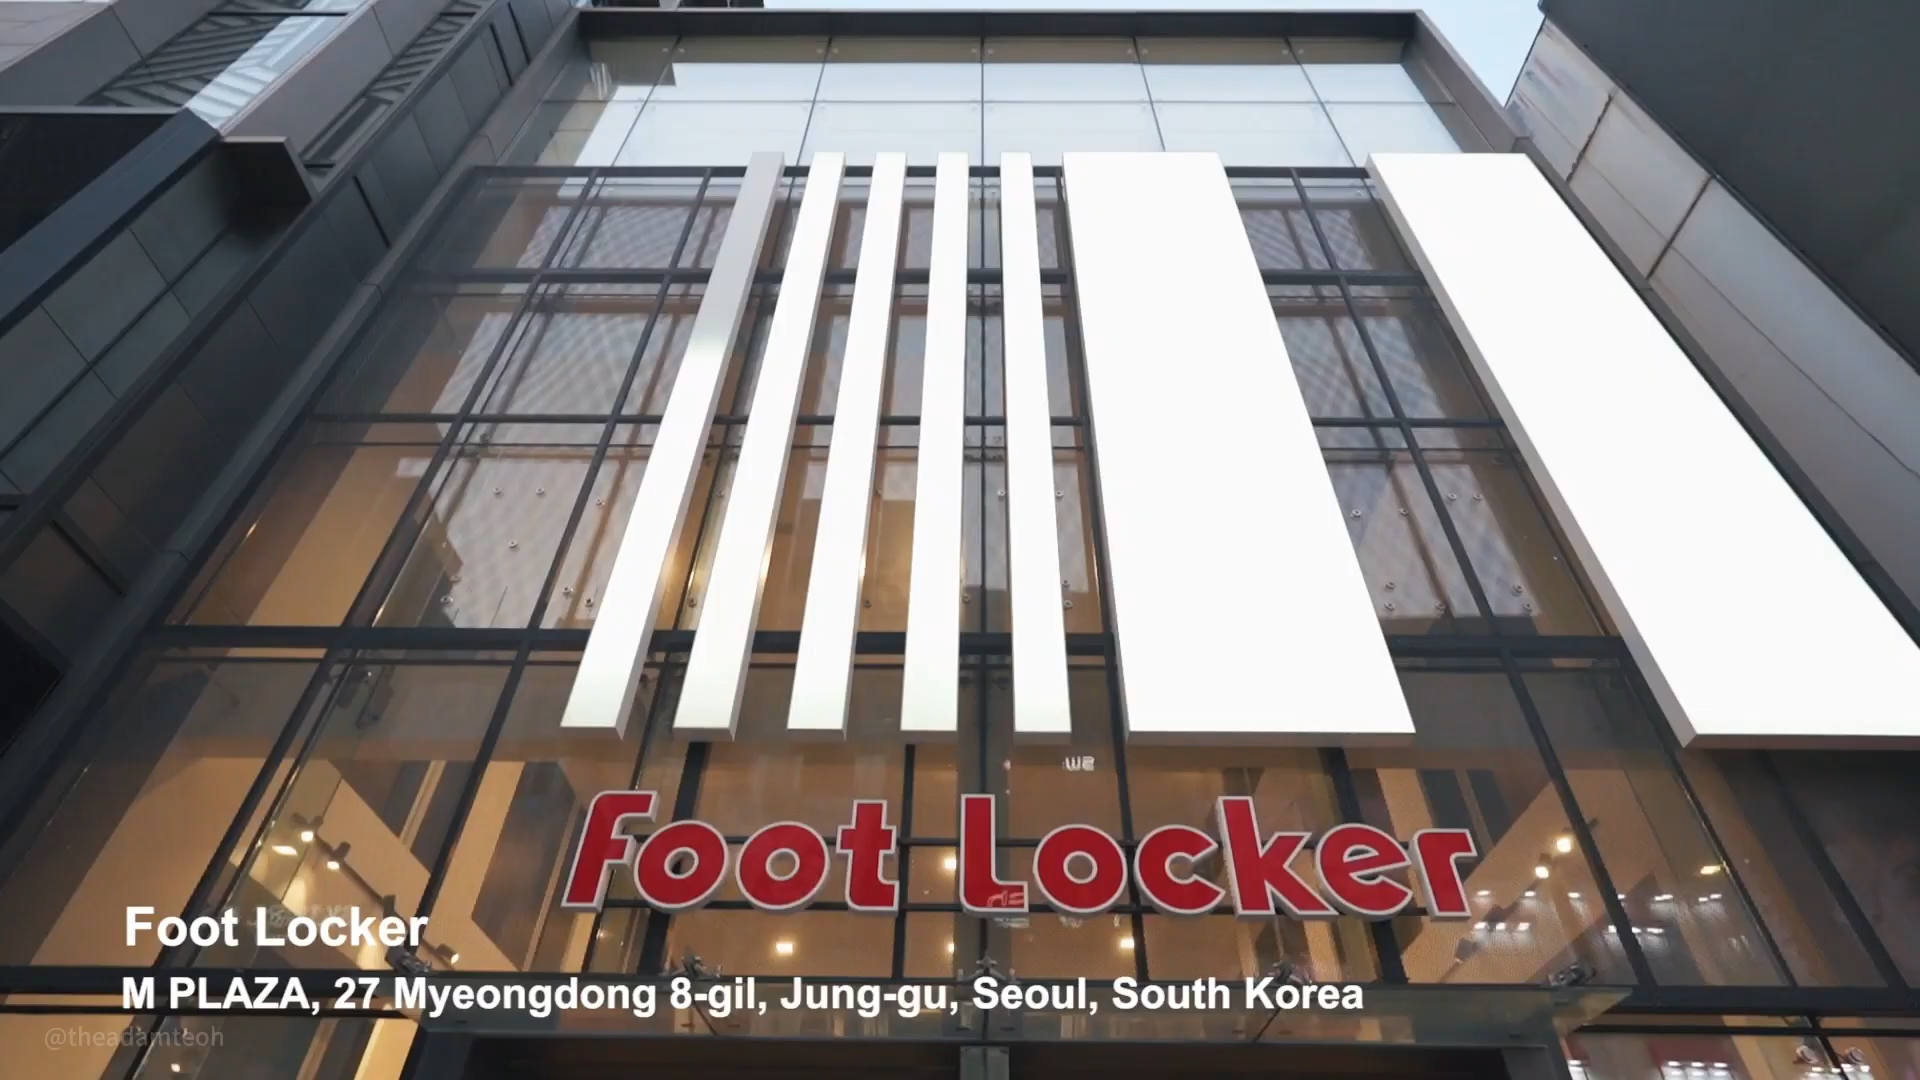 Foot Locker
Foot Locker
M PLAZA, 27 Myeongdong 8-gil, Jung-gu, Seoul, South Korea
@theadamteoh